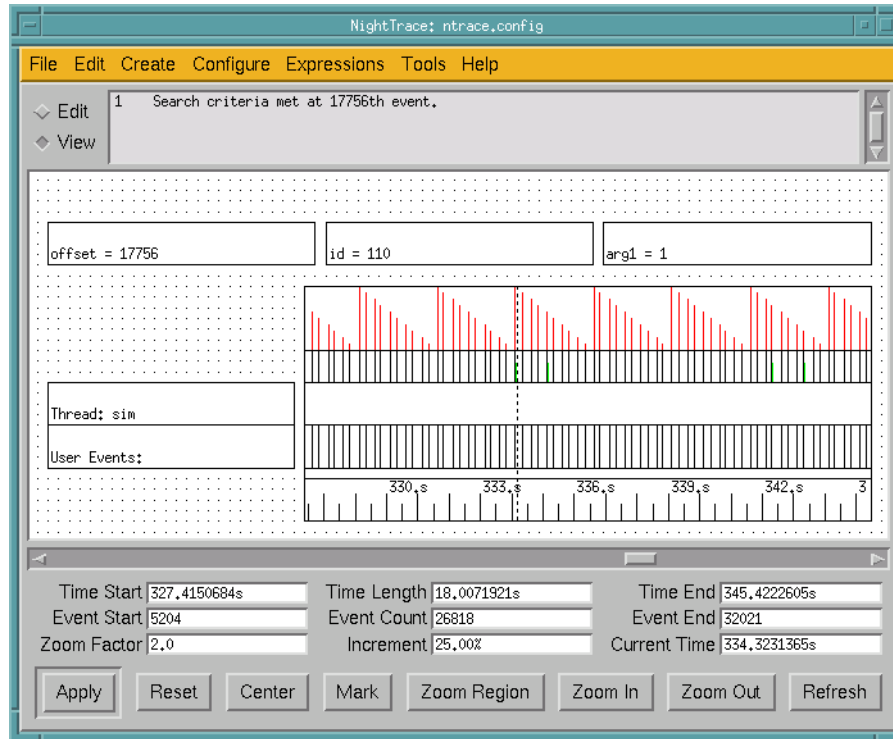 NightTrace: ntrace.config
File Edit Create Configure Expressions Tools Help
Edit
View
1 Search criteria met at 17756th event.
offset = 17756
id = 110
arg1 = 1
Thread: sim
User Events:
330.s 333.s 336.s 339.s 342.s 3
Time Start 327.4150684s Time Length 18.0071921s Time End 345.4222605s
Event Start 5204 Event Count 26818 Event End 32021
Zoom Factor 2.0 Increment 25.00% Current Time 334.3231365s
Apply Reset Center Mark Zoom Region Zoom In Zoom Out Refresh